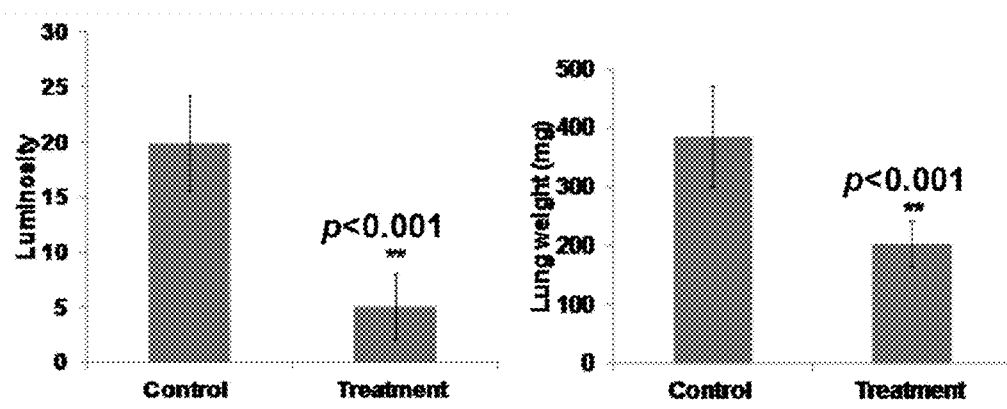 30
25
20
15
10
5
0
Luminosity
p<0.001
**
Control Treatment
500
400
300
200
100
0
Lung weight (mg)
p<0.001
**
Control Treatment